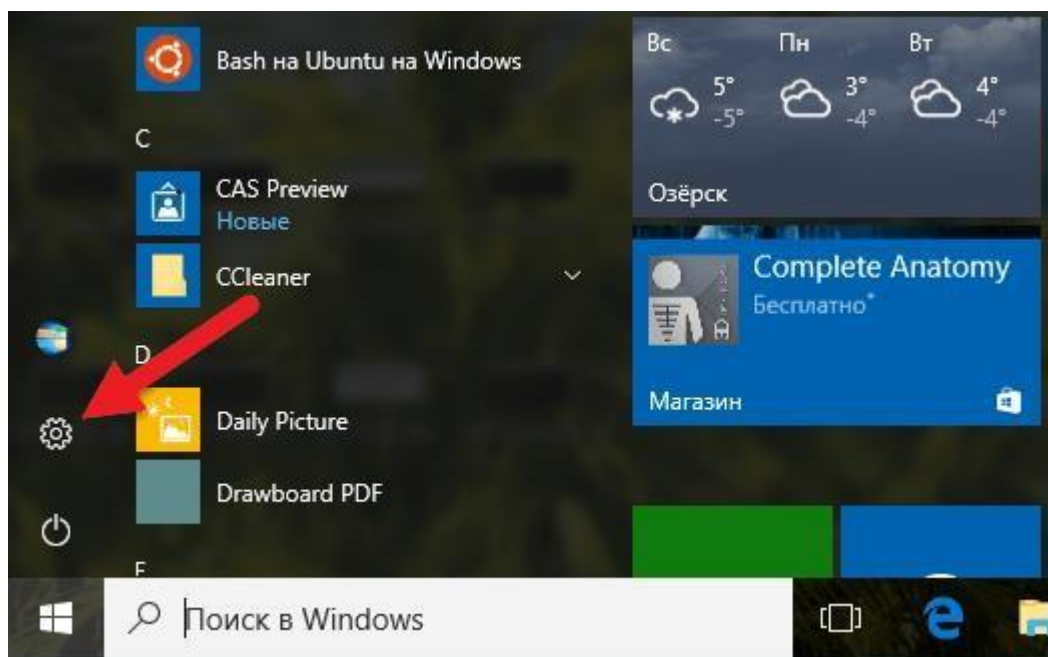 Bash на Ubuntu на Windows
C
CAS Preview
Новые
CCleaner
D
Daily Picture
Drawboard PDF
Вс Пн Вт
5° 3° 4°
-5° -4° -4°
Озёрск
Complete Anatomy
Бесплатно*
Магазин
Поиск в Windows